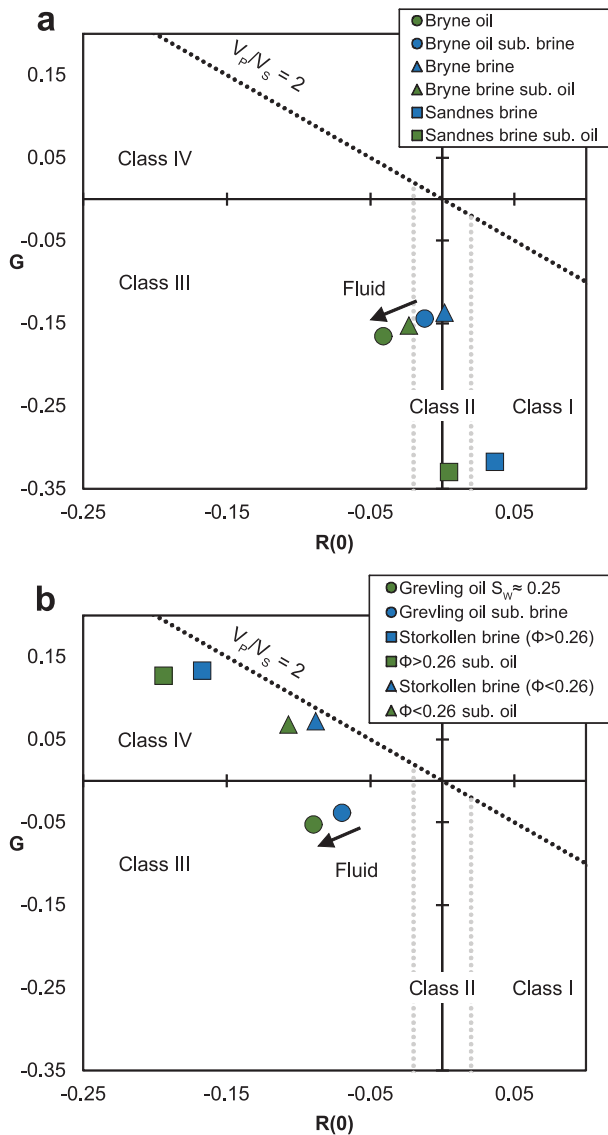 a
Bryne oil
Bryne oil sub. brine
Bryne brine
Bryne brine sub. oil
Sandnes brine
Sandnes brine sub. oil
0.15
V_P/V_S = 2
0.05
Class IV
-0.05
G
Class III
Fluid
-0.15
-0.25
Class II
Class I
-0.35
-0.25
-0.15
-0.05
0.05
R(0)
b
Grevling oil S_W ≈ 0.25
Grevling oil sub. brine
Storkollen brine (Φ>0.26)
Φ>0.26 sub. oil
Storkollen brine (Φ<0.26)
Φ<0.26 sub. oil
0.15
V_P/V_S = 2
0.05
Class IV
-0.05
G
Class III
Fluid
-0.15
-0.25
Class II
Class I
-0.35
-0.25
-0.15
-0.05
0.05
R(0)